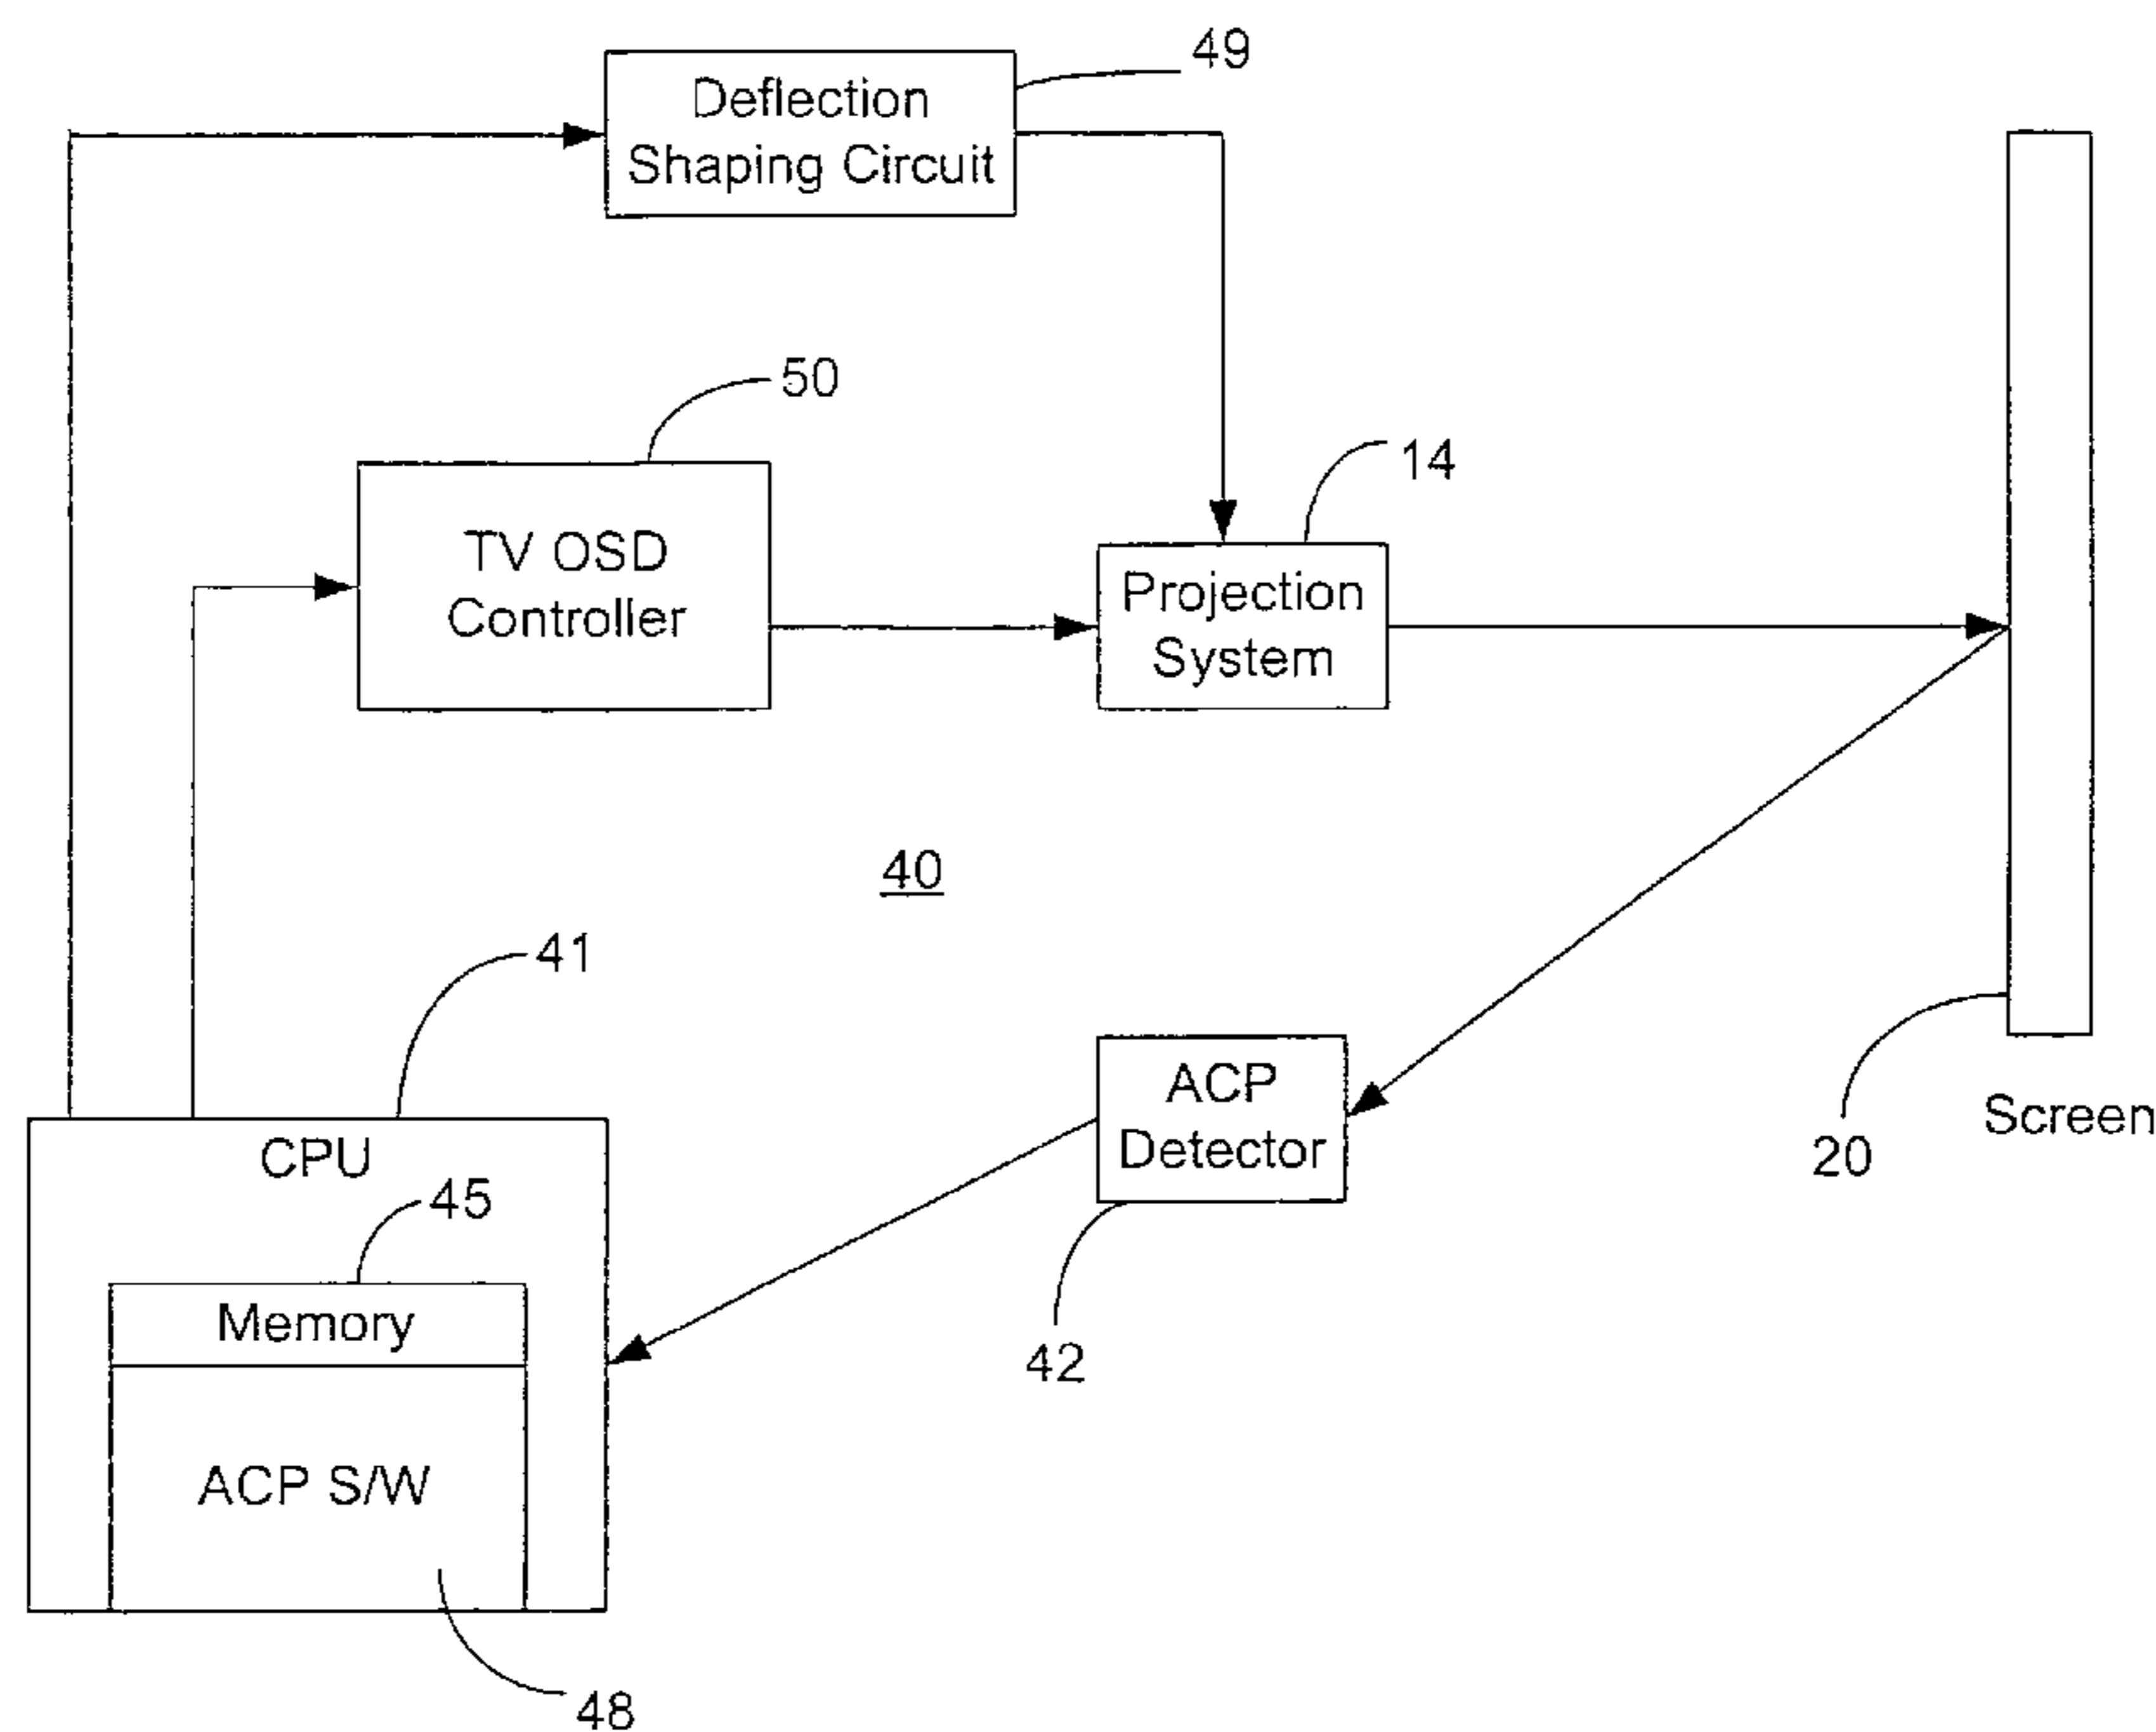 49
Deflection
Shaping Circuit
50
TV OSD
Controller
14
Projection
System
40
41
CPU
45
Memory
ACP S/W
48
ACP
Detector
42
20
Screen